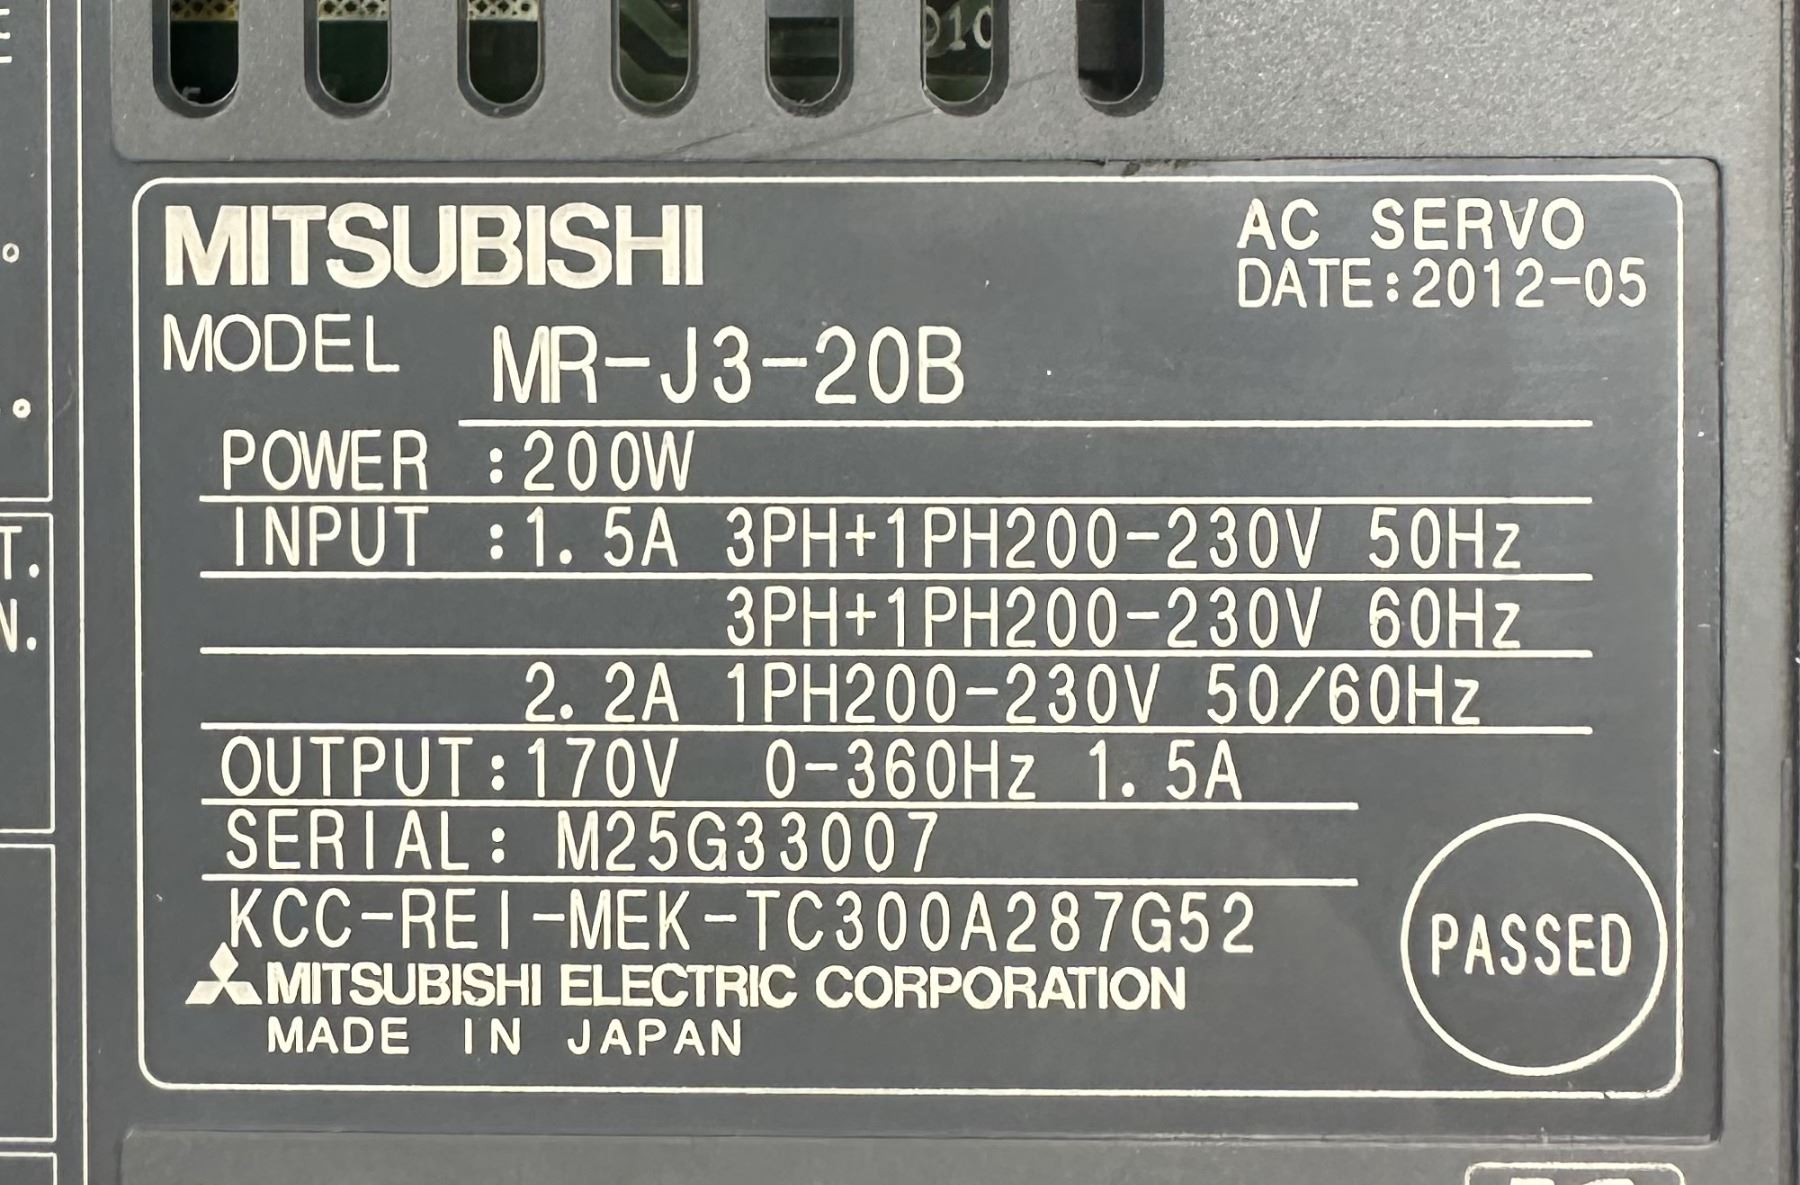 MITSUBISHI
AC SERVO
DATE:2012-05
MODEL MR-J3-20B
POWER :200W
INPUT :1.5A 3PH+1PH200-230V 50Hz
3PH+1PH200-230V 60Hz
2.2A 1PH200-230V 50/60Hz
OUTPUT:170V 0-360Hz 1.5A
SERIAL: M25G33007
KCC-REI-MEK-TC300A287G52
MITSUBISHI ELECTRIC CORPORATION
MADE IN JAPAN
PASSED